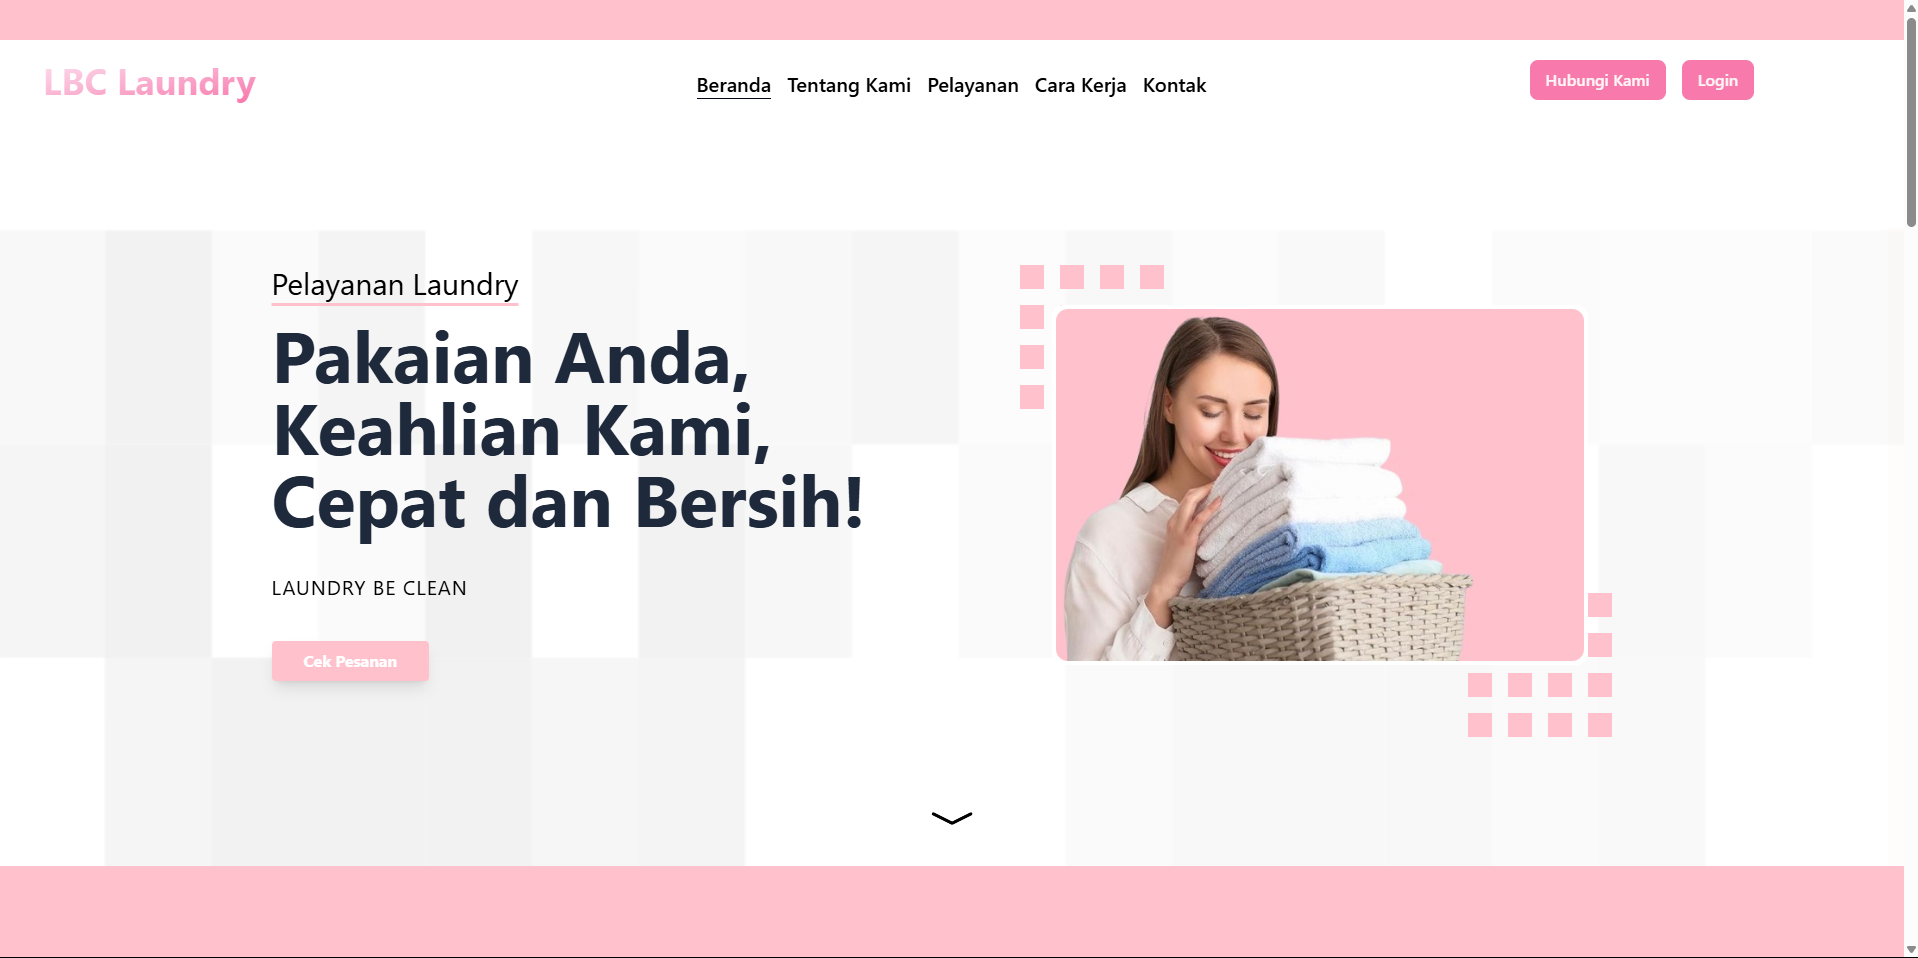 LBC Laundry
Beranda Tentang Kami Pelayanan Cara Kerja Kontak
Hubungi Kami
Login
Pelayanan Laundry
Pakaian Anda,
Keahlian Kami,
Cepat dan Bersih!
LAUNDRY BE CLEAN
Cek Pesanan